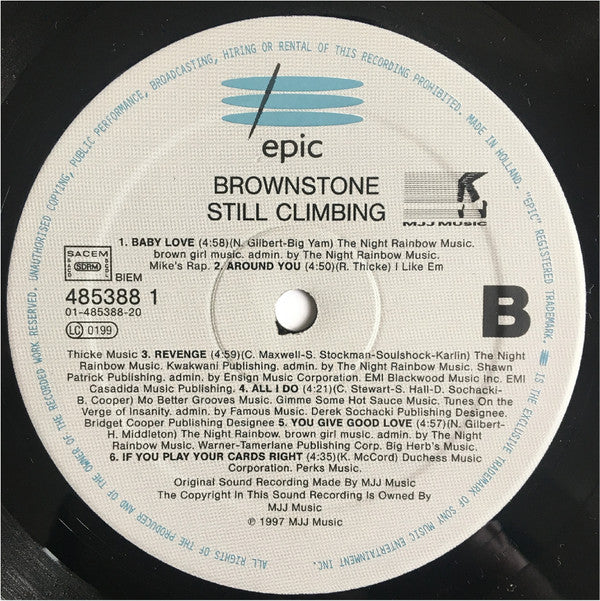 UNAUTHORISED COPYING, PUBLIC PERFORMANCE, BROADCASTING, HIRING OR RENTAL OF THIS RECORDING PROHIBITED. MADE IN HOLLAND. "EPIC" REGISTERED TRADEMARK.
epic
BROWNSTONE
STILL CLIMBING
MJJ MUSIC
1. BABY LOVE (4:58)(N. Gilbert-Big Yam) The Night Rainbow Music.
brown girl music. admin. by The Night Rainbow Music.
Mike's Rap. 2. AROUND YOU (4:50)(R. Thicke) I Like Em
SACEM
SDRM
BIEM
485388 1
01-485388-20
LC 0199
B
Thicke Music 3. REVENGE (4:59)(C. Maxwell-S. Stockman-Soulshock-Karlin) The Night
Rainbow Music. Kwakwani Publishing. admin. by The Night Rainbow Music. Shawn
Patrick Publishing. admin. by Ensign Music Corporation. EMI Blackwood Music Inc. EMI
Casadida Music Publishing. 4. ALL I DO (4:21)(C. Stewart-S. Hall-D. Sochacki-
B. Cooper) Mo Better Grooves Music. Gimme Some Hot Sauce Music. Tunes On the
Verge of Insanity. admin. by Famous Music. Derek Sochacki Publishing Designee.
Bridget Cooper Publishing Designee 5. YOU GIVE GOOD LOVE (4:57)(N. Gilbert-
H. Middleton) The Night Rainbow. brown girl music. admin. by The Night
Rainbow Music. Warner-Tamerlane Publishing Corp. Big Herb's Music.
6. IF YOU PLAY YOUR CARDS RIGHT (4:35)(K. McCord) Duchess Music
Corporation. Perks Music.
Original Sound Recording Made By MJJ Music
The Copyright In This Sound Recording Is Owned By
MJJ Music
℗ 1997 MJJ Music
ALL RIGHTS OF THE PRODUCER AND OF THE OWNER OF THE RECORDED WORK RESERVED.
IS THE EXCLUSIVE TRADEMARK OF SONY MUSIC ENTERTAINMENT INC.